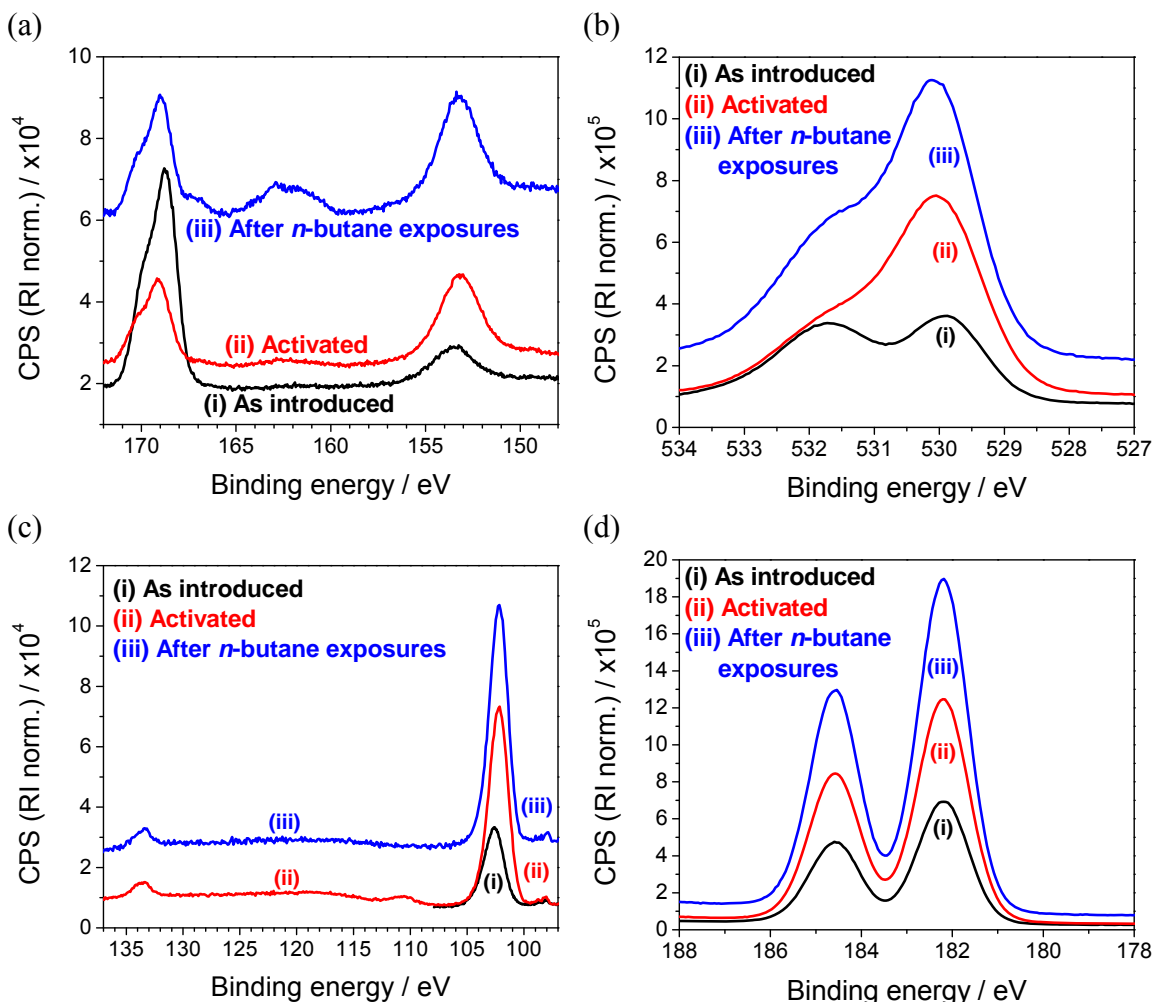 (a)
CPS (RI norm.) / x10⁴
10
8
6
4
2
(iii) After n-butane exposures
(ii) Activated
(i) As introduced
170 165 160 155 150
Binding energy / eV
(b)
CPS (RI norm.) / x10⁵
12
10
8
6
4
2
0
(i) As introduced
(ii) Activated
(iii) After n-butane
exposures
(iii)
(ii)
(i)
534 533 532 531 530 529 528 527
Binding energy / eV
(c)
CPS (RI norm.) / x10⁴
12
10
8
6
4
2
0
(i) As introduced
(ii) Activated
(iii) After n-butane exposures
(iii)
(iii)
(ii)
(i)
(ii)
135 130 125 120 115 110 105 100
Binding energy / eV
(d)
CPS (RI norm.) / x10⁵
20
18
16
14
12
10
8
6
4
2
0
(i) As introduced
(ii) Activated
(iii) After n-butane
exposures
(iii)
(ii)
(i)
188 186 184 182 180 178
Binding energy / eV